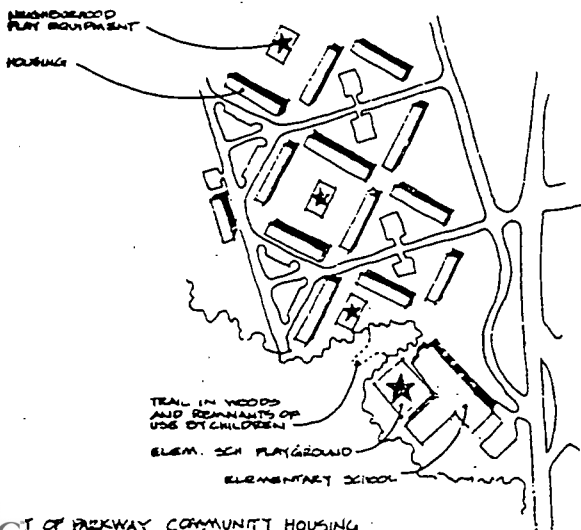 NEIGHBORHOOD
PLAY EQUIPMENT
HOUSING
TRAIL IN WOODS
AND REMNANTS OF
USE BY CHILDREN
ELEM. SCH PLAYGROUND
ELEMENTARY SCHOOL
T OF PARKWAY COMMUNITY HOUSING